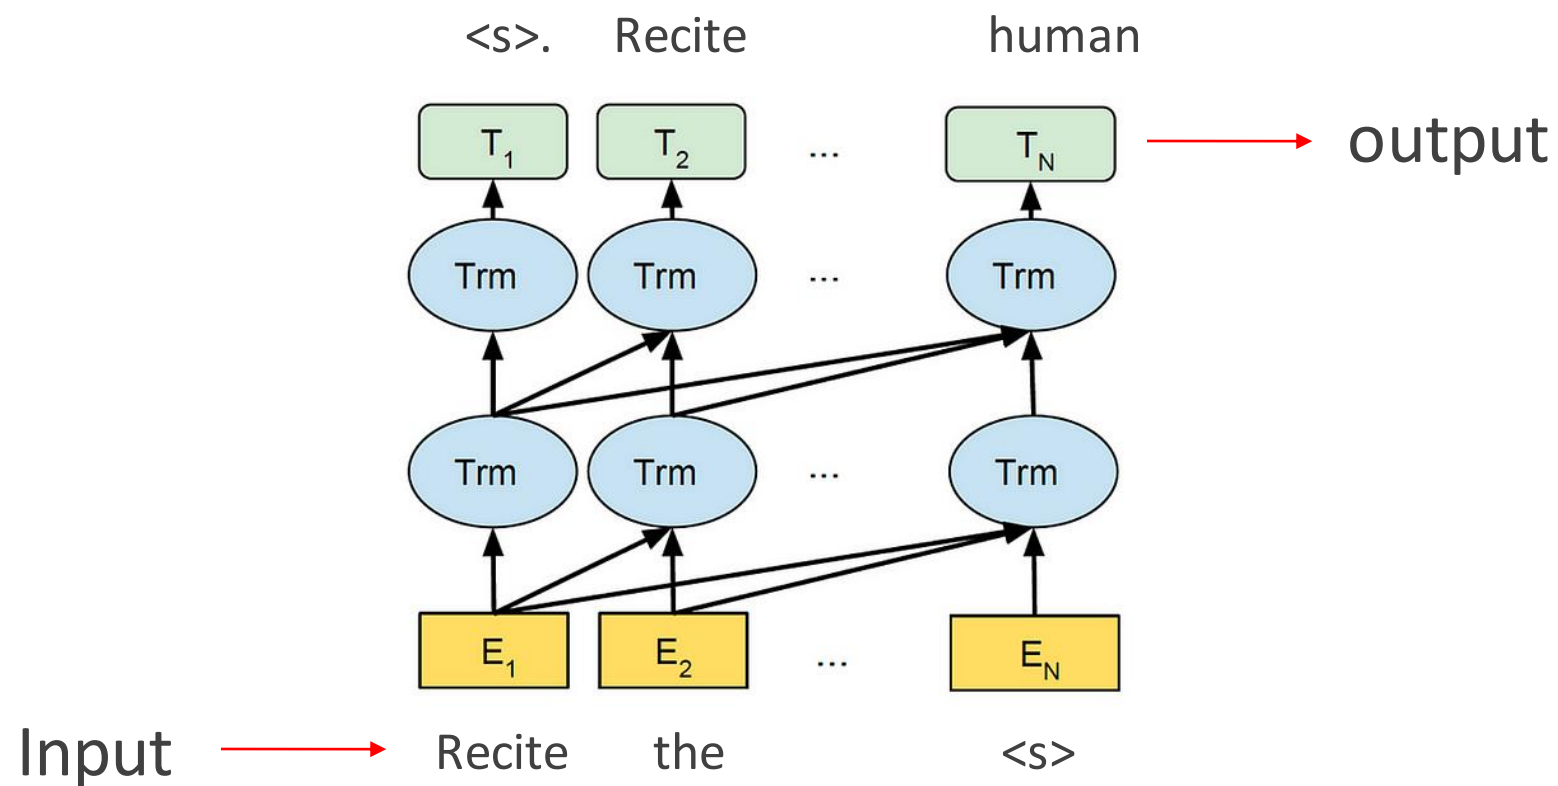 <s>. Recite human
T1 T2 ... TN output
Trm Trm ... Trm
Trm Trm ... Trm
E1 E2 ... EN
Input Recite the <s>